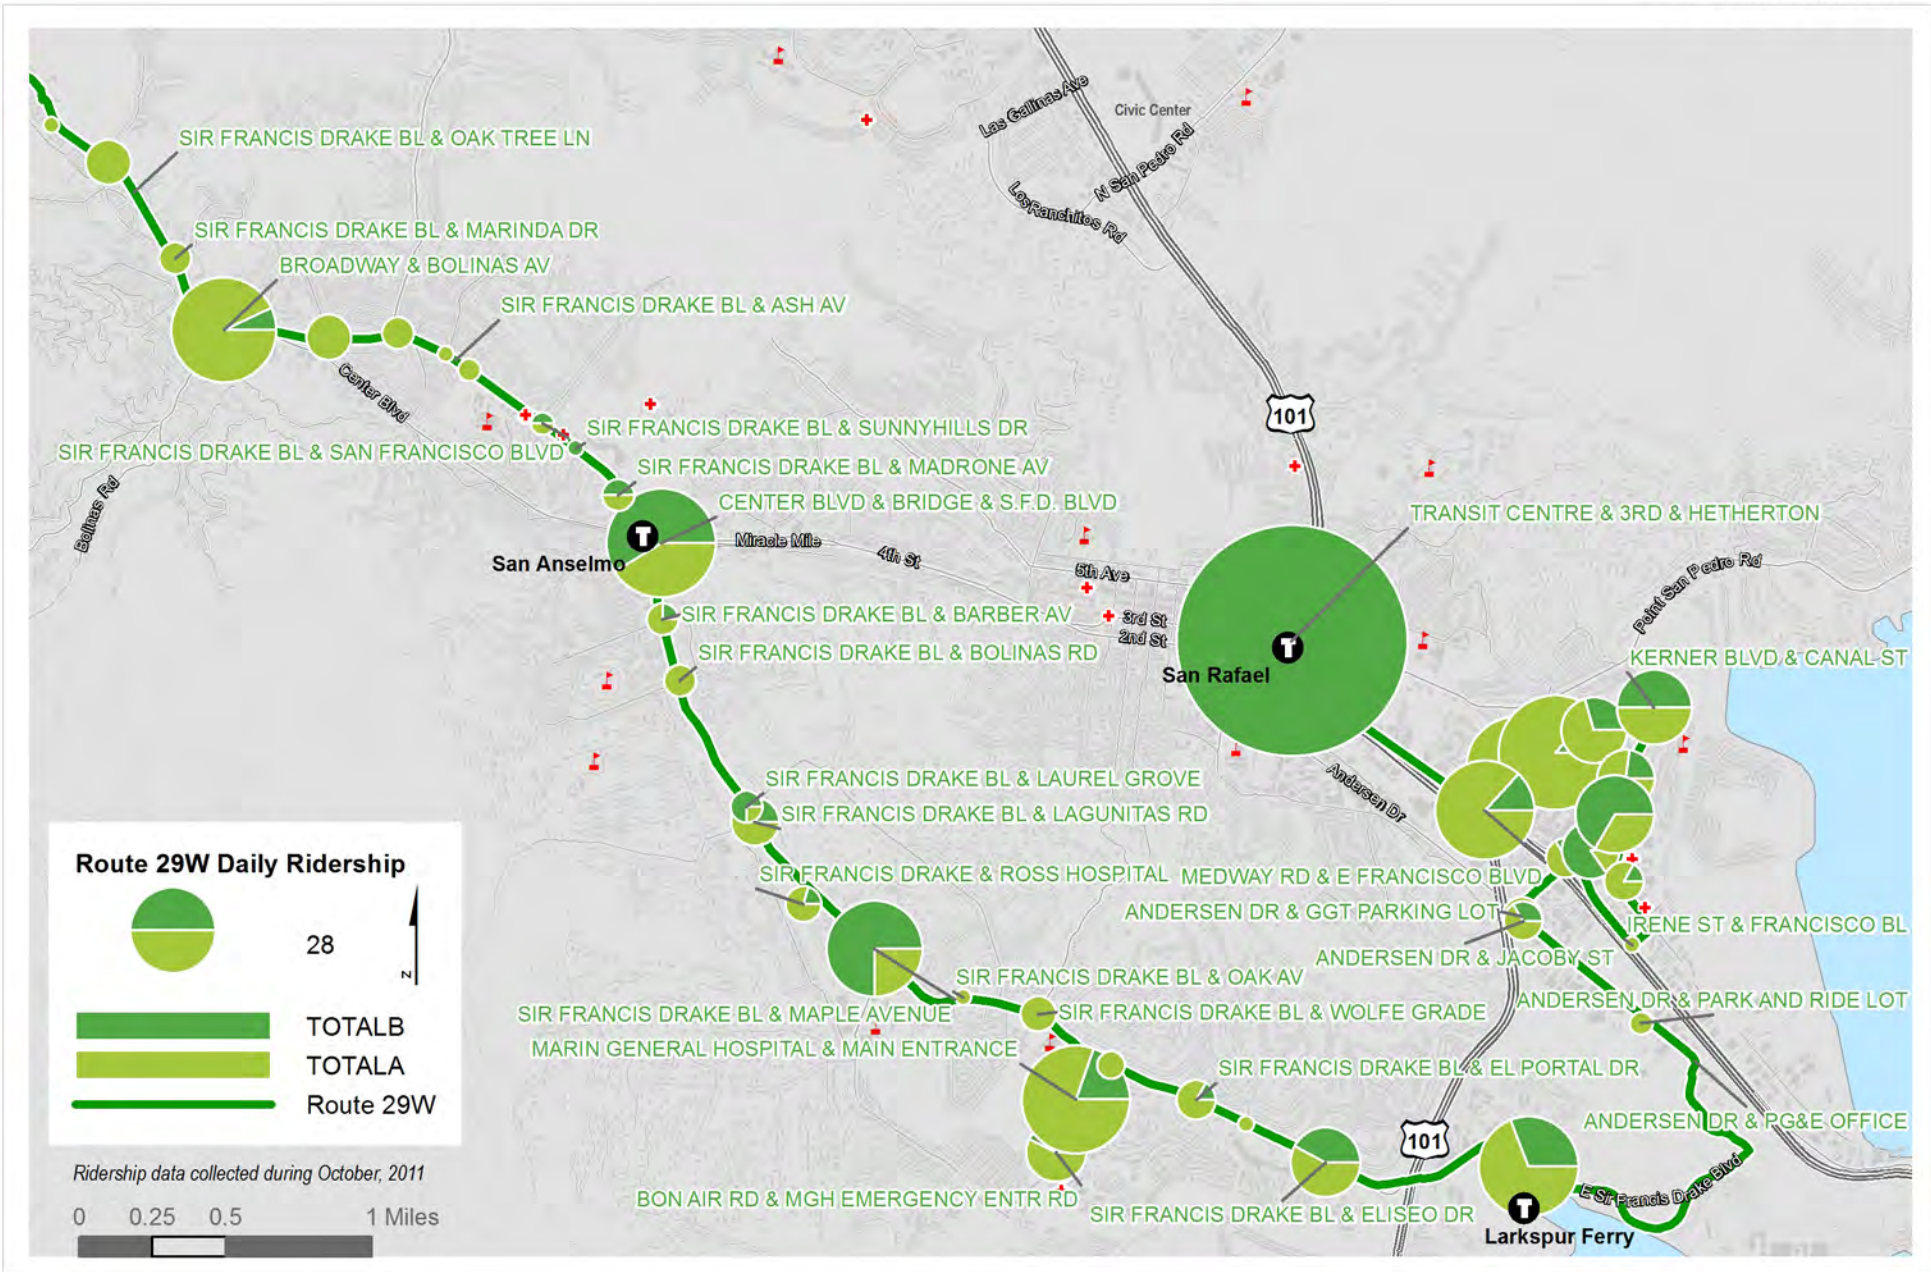 Las Gallinas Ave
Civic Center
SIR FRANCIS DRAKE BL & OAK TREE LN
N San Pedro Rd
Los Ranchitos Rd
SIR FRANCIS DRAKE BL & MARINDA DR
BROADWAY & BOLINAS AV
SIR FRANCIS DRAKE BL & ASH AV
Center Blvd
101
SIR FRANCIS DRAKE BL & SUNNYHILLS DR
SIR FRANCIS DRAKE BL & SAN FRANCISCO BLVD
SIR FRANCIS DRAKE BL & MADRONE AV
CENTER BLVD & BRIDGE & S.F.D. BLVD
TRANSIT CENTRE & 3RD & HETHERTON
Bolinas Rd
T
Miracle Mile
4th St
San Anselmo
5th Ave
Point San Pedro Rd
SIR FRANCIS DRAKE BL & BARBER AV
3rd St
2nd St
T
SIR FRANCIS DRAKE BL & BOLINAS RD
KERNER BLVD & CANAL ST
San Rafael
SIR FRANCIS DRAKE BL & LAUREL GROVE
Andersen Dr
SIR FRANCIS DRAKE BL & LAGUNITAS RD
SIR FRANCIS DRAKE & ROSS HOSPITAL
MEDWAY RD & E FRANCISCO BLVD
ANDERSEN DR & GGT PARKING LOT
IRENE ST & FRANCISCO BL
ANDERSEN DR & JACOBY ST
SIR FRANCIS DRAKE BL & OAK AV
ANDERSEN DR & PARK AND RIDE LOT
SIR FRANCIS DRAKE BL & MAPLE AVENUE
SIR FRANCIS DRAKE BL & WOLFE GRADE
MARIN GENERAL HOSPITAL & MAIN ENTRANCE
SIR FRANCIS DRAKE BL & EL PORTAL DR
ANDERSEN DR & PG&E OFFICE
101
BON AIR RD & MGH EMERGENCY ENTR RD
SIR FRANCIS DRAKE BL & ELISEO DR
E Sir Francis Drake Blvd
T
Larkspur Ferry
Route 29W Daily Ridership
28
N
TOTALB
TOTALA
Route 29W
Ridership data collected during October, 2011
0 0.25 0.5 1 Miles